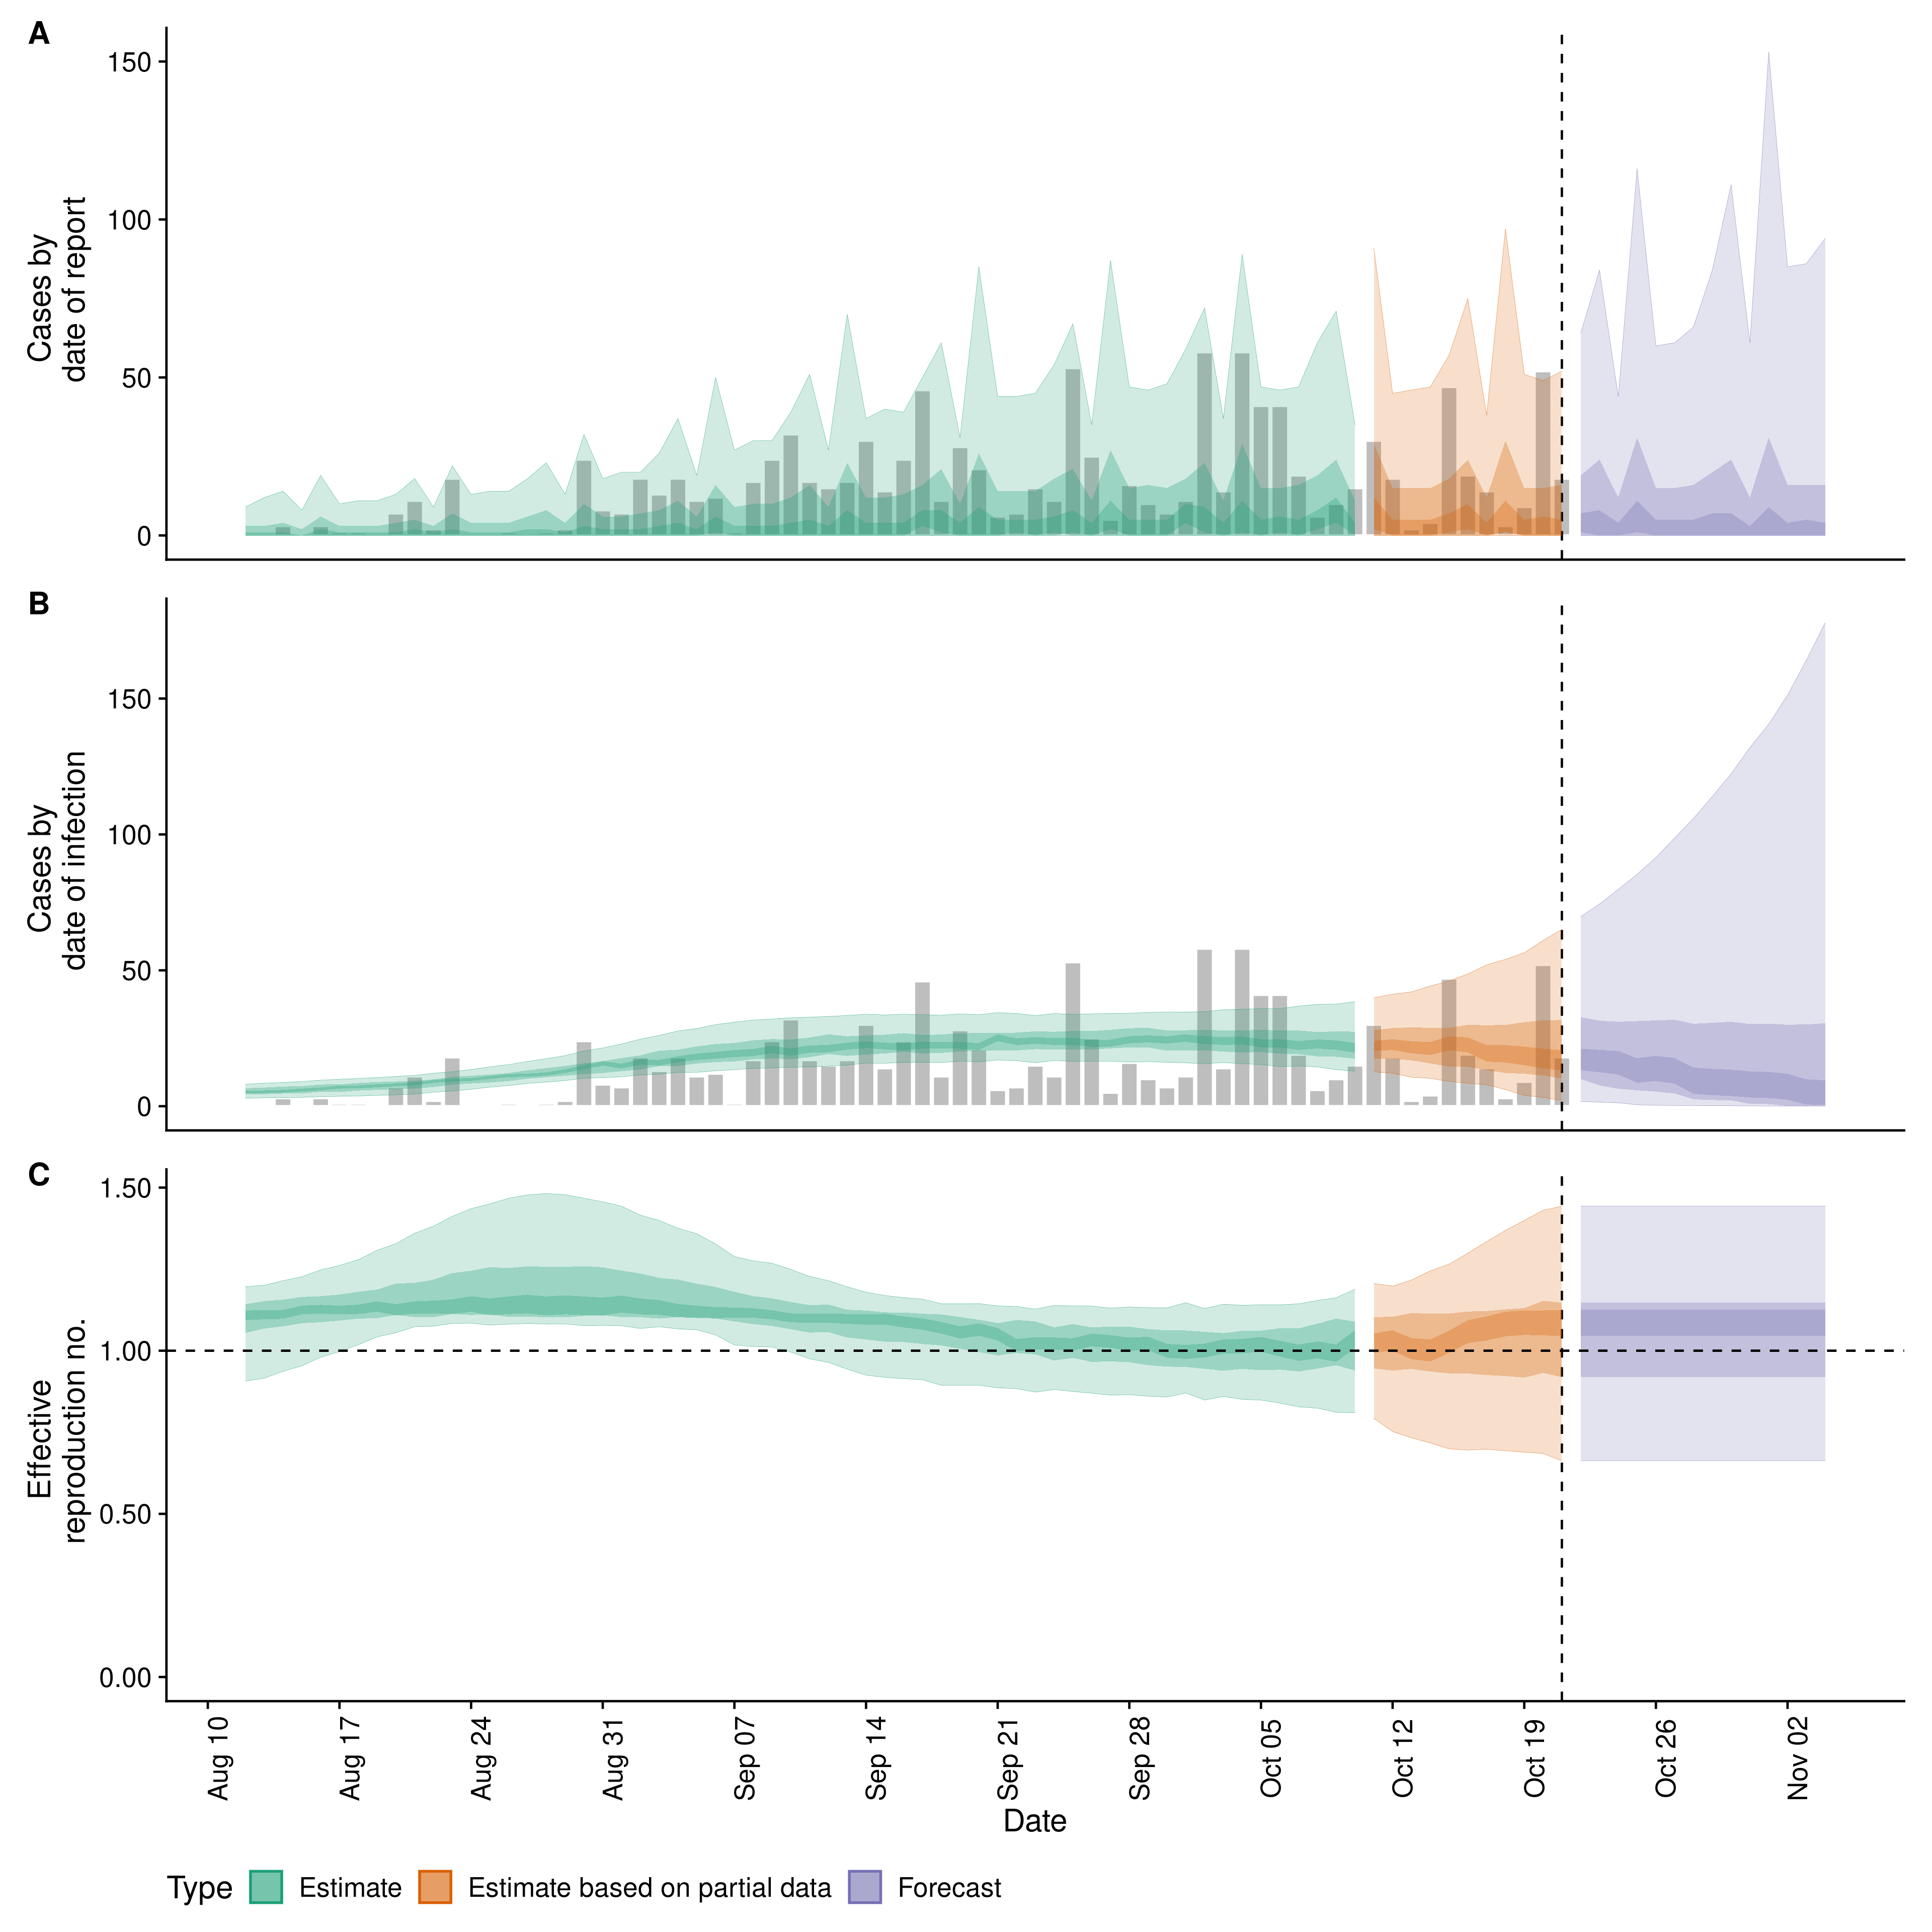 A
Cases by
date of report
150
100
50
0
B
Cases by
date of infection
150
100
50
0
C
Effective
reproduction no.
1.50
1.00
0.50
0.00
Aug 10
Aug 17
Aug 24
Aug 31
Sep 07
Sep 14
Sep 21
Sep 28
Oct 05
Oct 12
Oct 19
Oct 26
Nov 02
Date
Type Estimate Estimate based on partial data Forecast